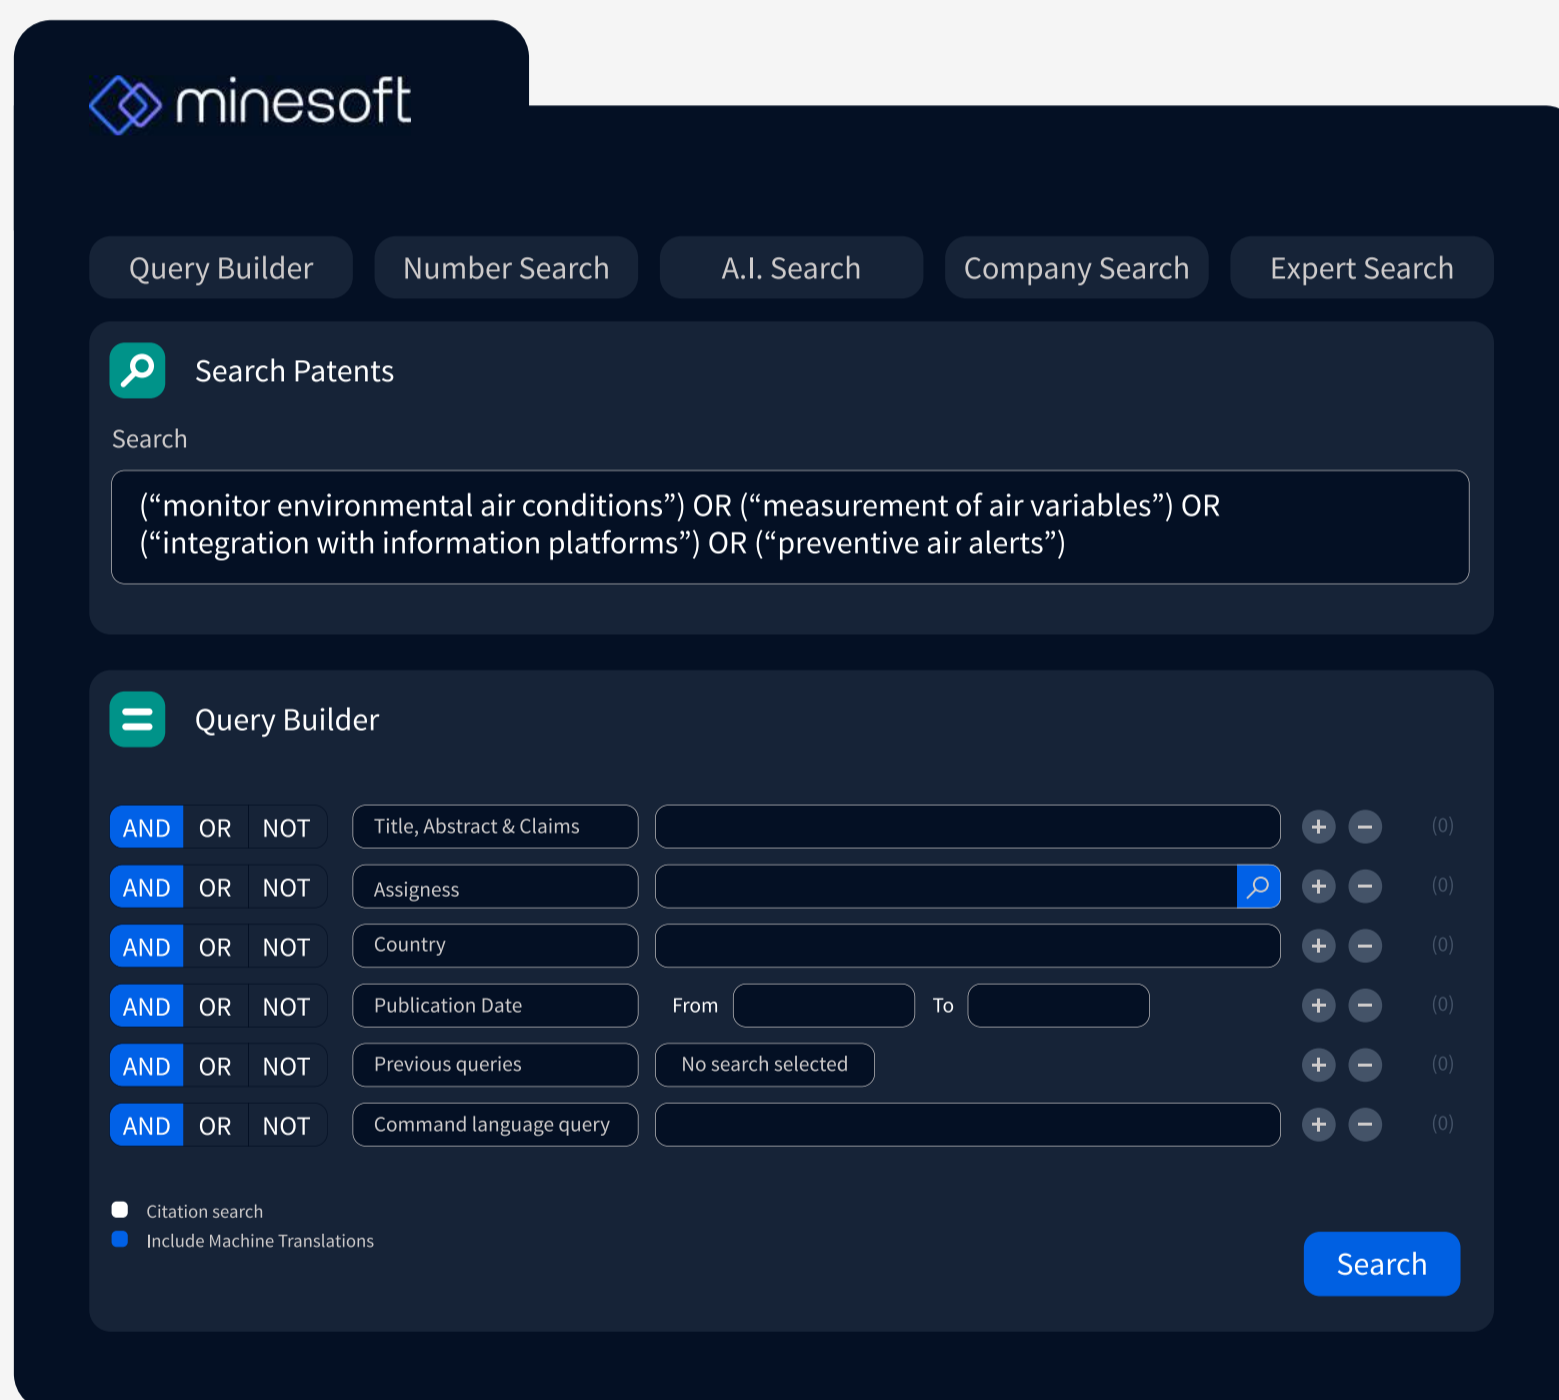 minesoft
Query Builder
Number Search
A.I. Search
Company Search
Expert Search
Search Patents
Search
(“monitor environmental air conditions”) OR (“measurement of air variables”) OR
(“integration with information platforms”) OR (“preventive air alerts”)
Query Builder
AND OR NOT Title, Abstract & Claims + − (0)
AND OR NOT Assigness + − (0)
AND OR NOT Country + − (0)
AND OR NOT Publication Date From To + − (0)
AND OR NOT Previous queries No search selected + − (0)
AND OR NOT Command language query + − (0)
Citation search
Include Machine Translations
Search